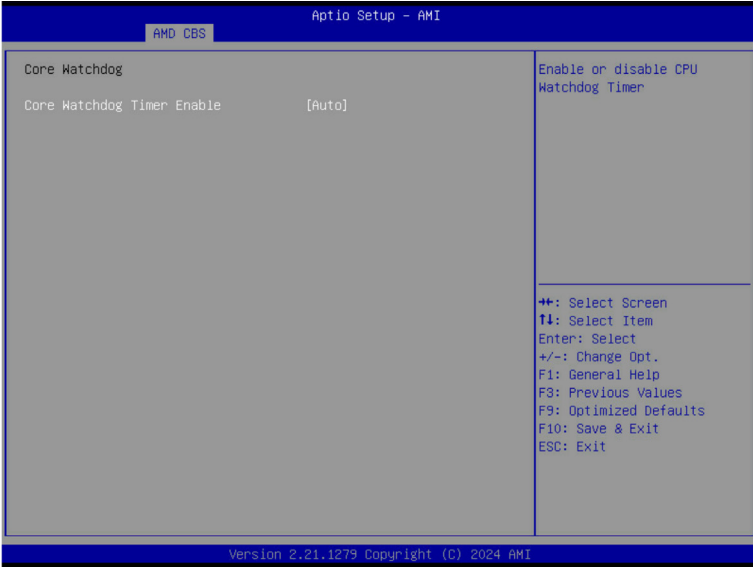 Aptio Setup – AMI
AMD CBS
Core Watchdog
Core Watchdog Timer Enable [Auto]
Enable or disable CPU
Watchdog Timer
→←: Select Screen
↑↓: Select Item
Enter: Select
+/-: Change Opt.
F1: General Help
F3: Previous Values
F9: Optimized Defaults
F10: Save & Exit
ESC: Exit
Version 2.21.1279 Copyright (C) 2024 AMI